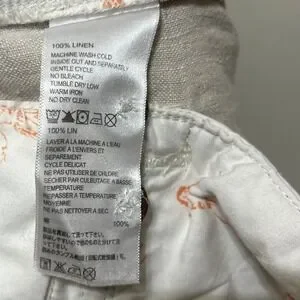 100% LINEN
MACHINE WASH COLD
INSIDE OUT AND SEPARATELY
GENTLE CYCLE
NO BLEACH
TUMBLE DRY LOW
WARM IRON
NO DRY CLEAN
100% LIN
LAVER A LA MACHINE A L'EAU
FROIDE A L'ENVERS ET
SEPAREMENT
CYCLE DELICAT
NE PAS UTILISER DE CHLORE
SECHER PAR CULBUTAGE A BASSE
TEMPERATURE
REPASSER A TEMPERATURE
MOYENNE
NE PAS NETTOYER A SEC